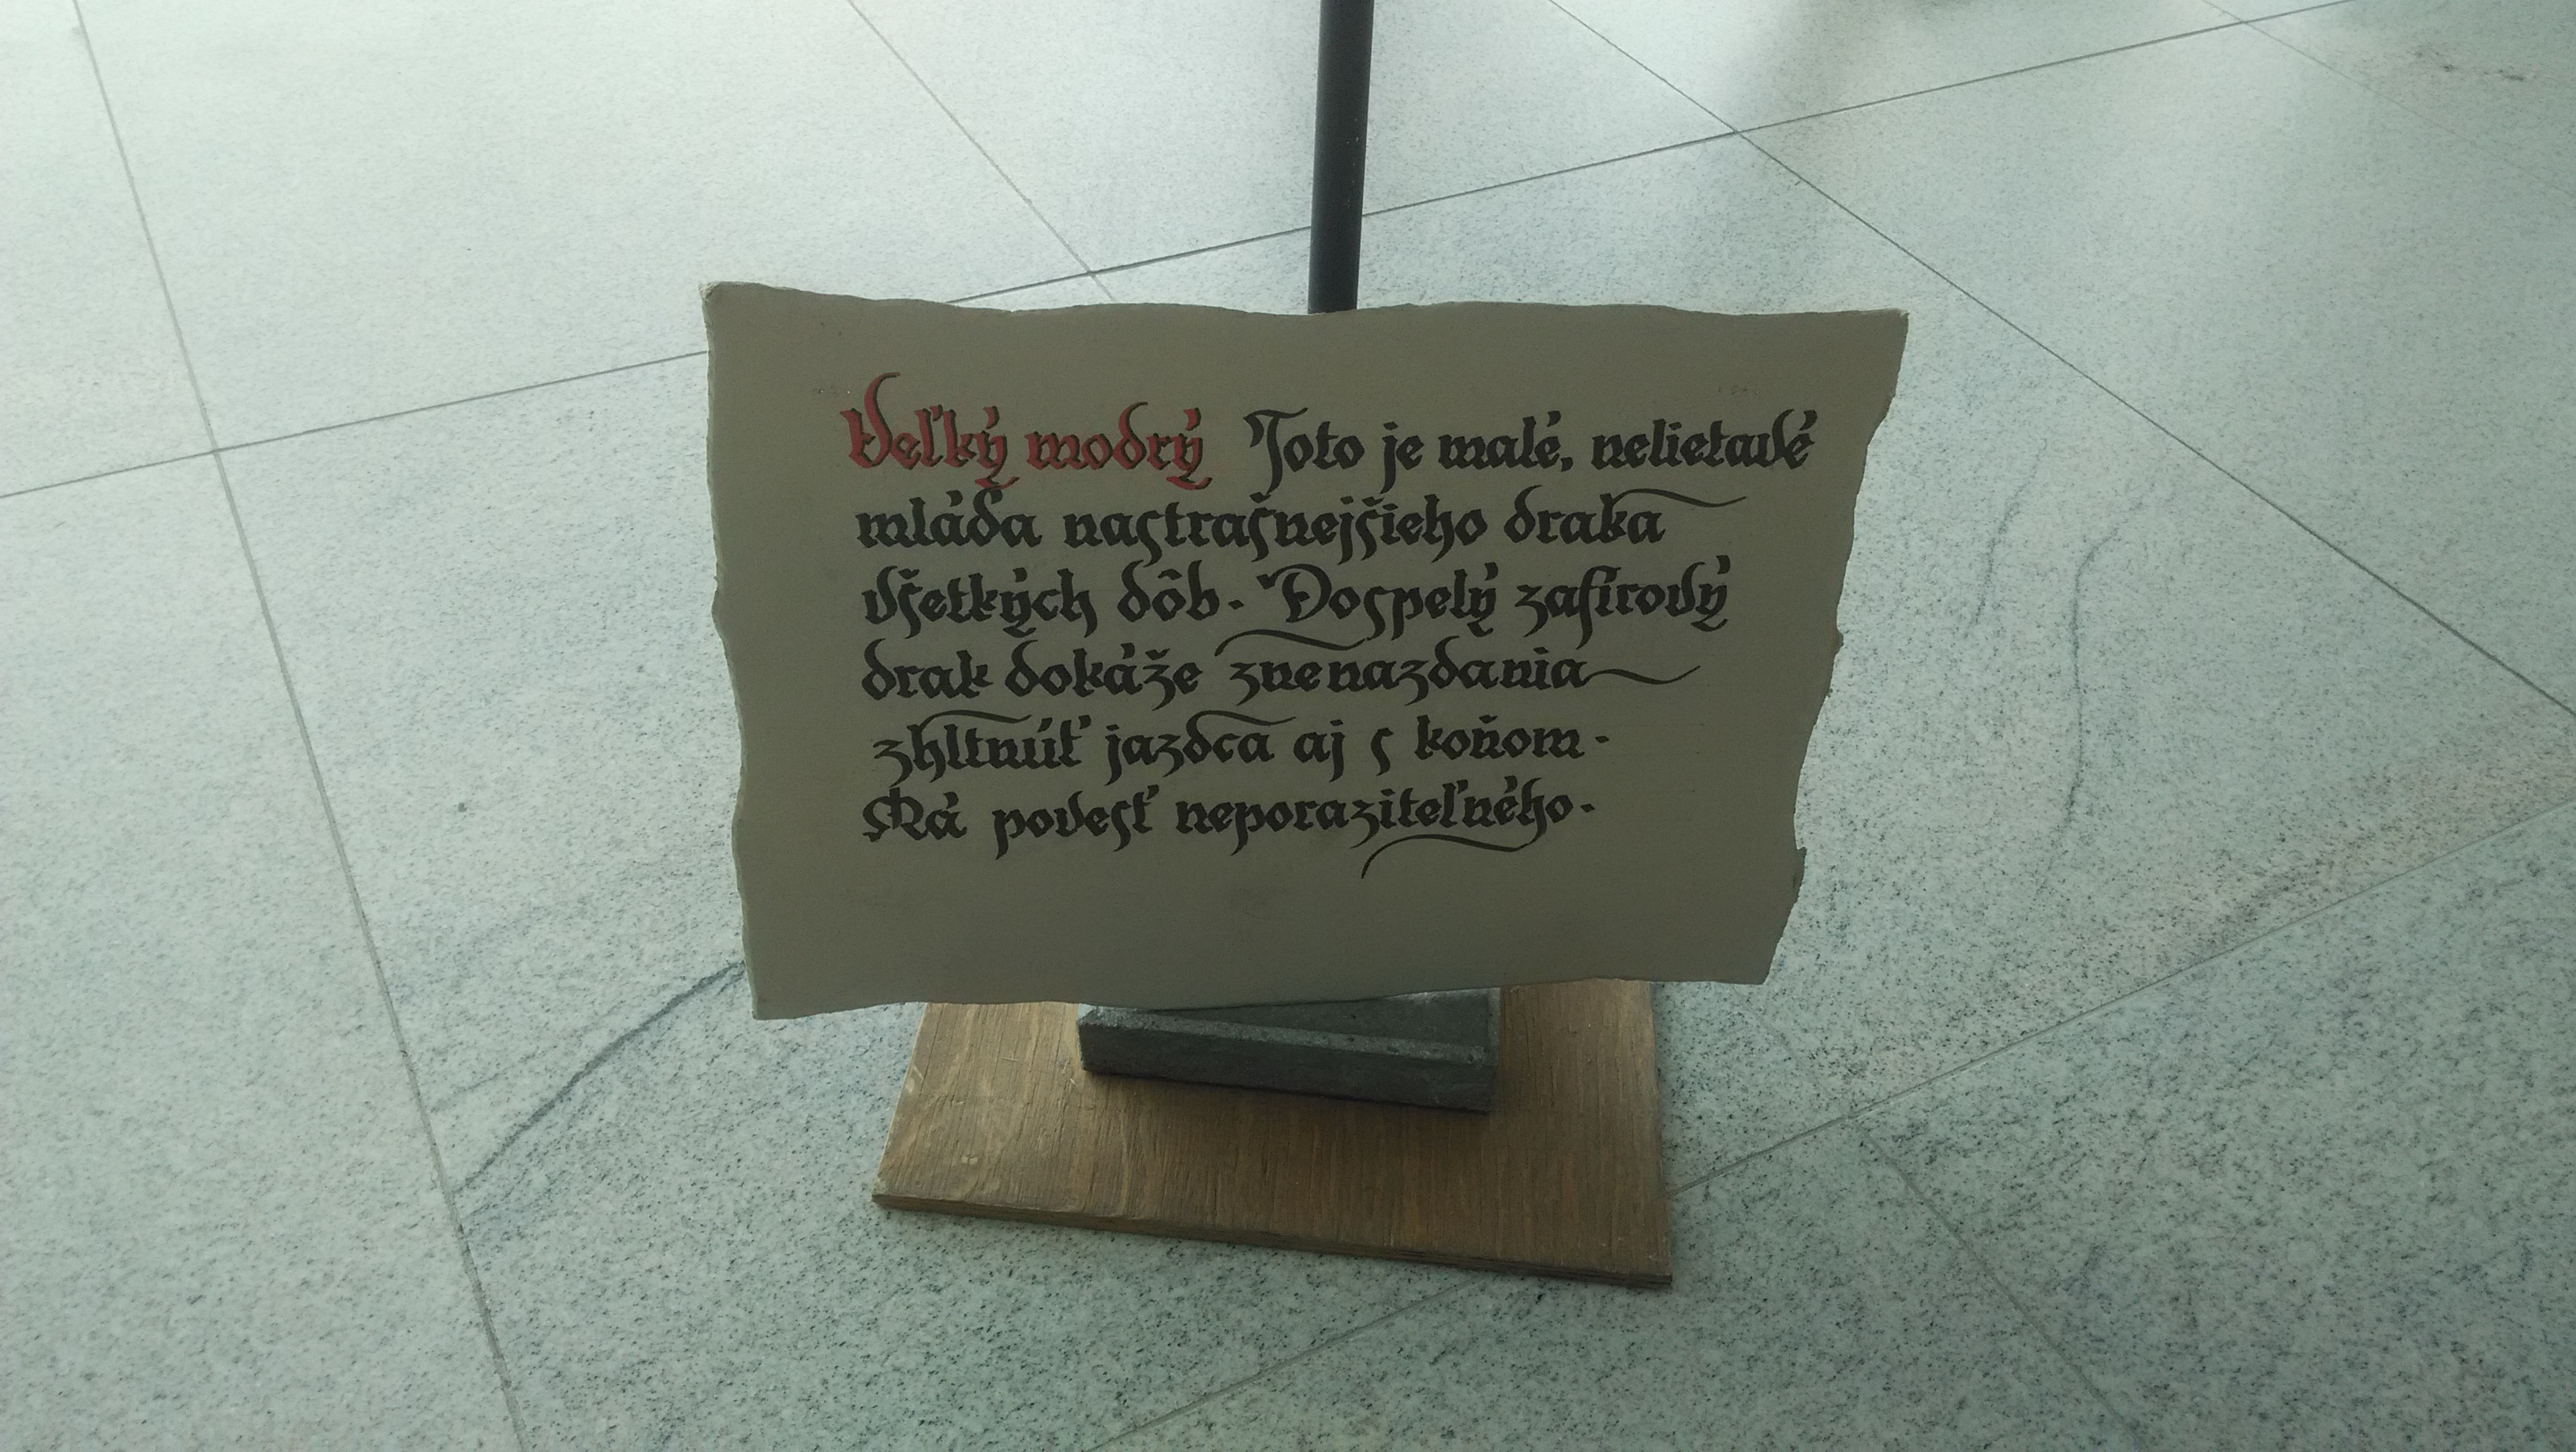 Veľký modrý Toto je malé, nelietavé
mláďa nastrašnejšieho draka
všetkých dôb. Dospelý zafírový
drak dokáže znenazdania
zhltnúť jazdca aj s koňom.
Má povesť neporaziteľného.